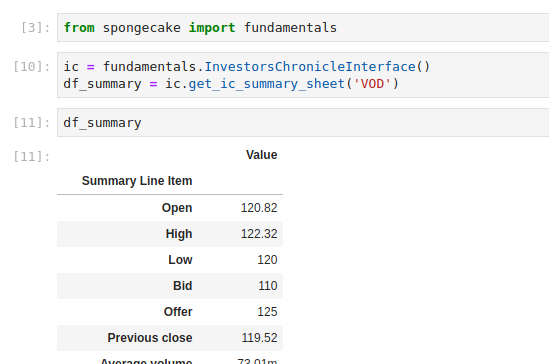 [3]: from spongecake import fundamentals
[10]: ic = fundamentals.InvestorsChronicleInterface()
df_summary = ic.get_ic_summary_sheet('VOD')
[11]: df_summary
[11]:
Value
Summary Line Item
Open 120.82
High 122.32
Low 120
Bid 110
Offer 125
Previous close 119.52
Average volume 73.01m